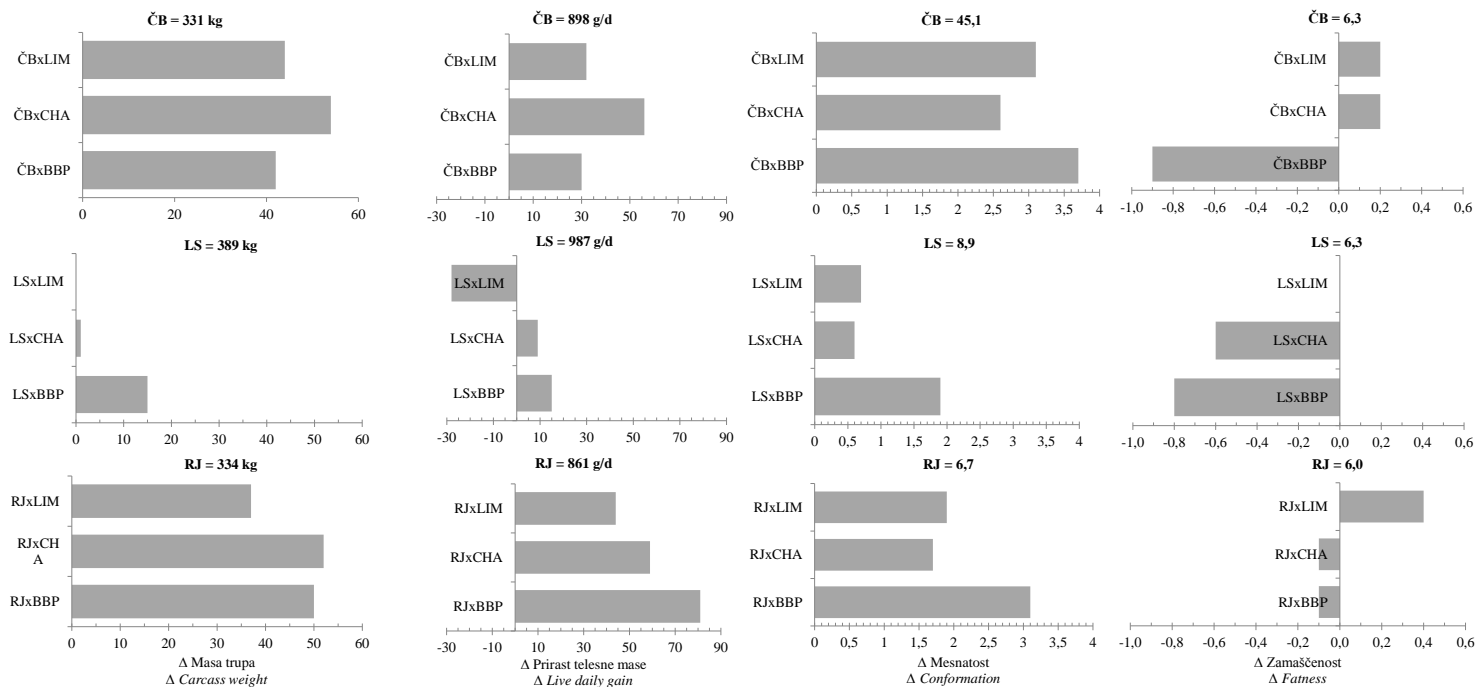 ČB = 331 kg
ČBxLIM
ČBxCHA
ČBxBBP
0 20 40 60
ČB = 898 g/d
ČBxLIM
ČBxCHA
ČBxBBP
-30 -10 10 30 50 70 90
ČB = 45,1
ČBxLIM
ČBxCHA
ČBxBBP
0 0,5 1 1,5 2 2,5 3 3,5 4
ČB = 6,3
ČBxLIM
ČBxCHA
ČBxBBP
-1,0 -0,8 -0,6 -0,4 -0,2 0,0 0,2 0,4 0,6
LS = 389 kg
LSxLIM
LSxCHA
LSxBBP
0 10 20 30 40 50 60
LS = 987 g/d
LSxLIM
LSxCHA
LSxBBP
-30 -10 10 30 50 70 90
LS = 8,9
LSxLIM
LSxCHA
LSxBBP
0 0,5 1 1,5 2 2,5 3 3,5 4
LS = 6,3
LSxLIM
LSxCHA
LSxBBP
-1,0 -0,8 -0,6 -0,4 -0,2 0,0 0,2 0,4 0,6
RJ = 334 kg
RJxLIM
RJxCH
A
RJxBBP
0 10 20 30 40 50 60
Δ Masa trupa
Δ Carcass weight
RJ = 861 g/d
RJxLIM
RJxCHA
RJxBBP
-30 -10 10 30 50 70 90
Δ Prirast telesne mase
Δ Live daily gain
RJ = 6,7
RJxLIM
RJxCHA
RJxBBP
0 0,5 1 1,5 2 2,5 3 3,5 4
Δ Mesnatost
Δ Conformation
RJ = 6,0
RJxLIM
RJxCHA
RJxBBP
-1,0 -0,8 -0,6 -0,4 -0,2 0,0 0,2 0,4 0,6
Δ Zamaščenost
Δ Fatness